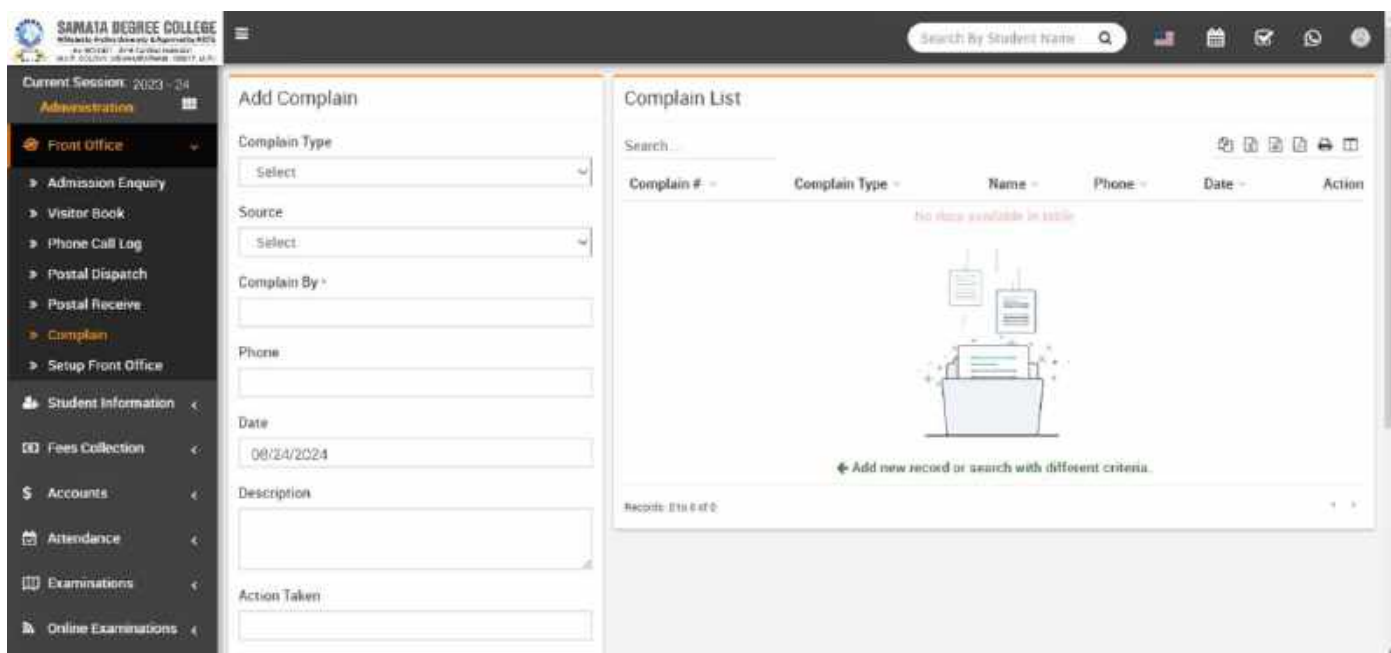 SAMATA DEGREE COLLEGE
Search By Student Name
Current Session: 2023 - 24
Administration
Front Office
Admission Enquiry
Visitor Book
Phone Call Log
Postal Dispatch
Postal Receive
Complain
Setup Front Office
Student Information
Fees Collection
$ Accounts
Attendance
Examinations
Online Examinations
Add Complain
Complain Type
Select
Source
Select
Complain By *
Phone
Date
08/24/2024
Description
Action Taken
Complain List
Search...
Complain # Complain Type Name Phone Date Action
No data available in table
Add new record or search with different criteria.
Records: 0 to 0 of 0